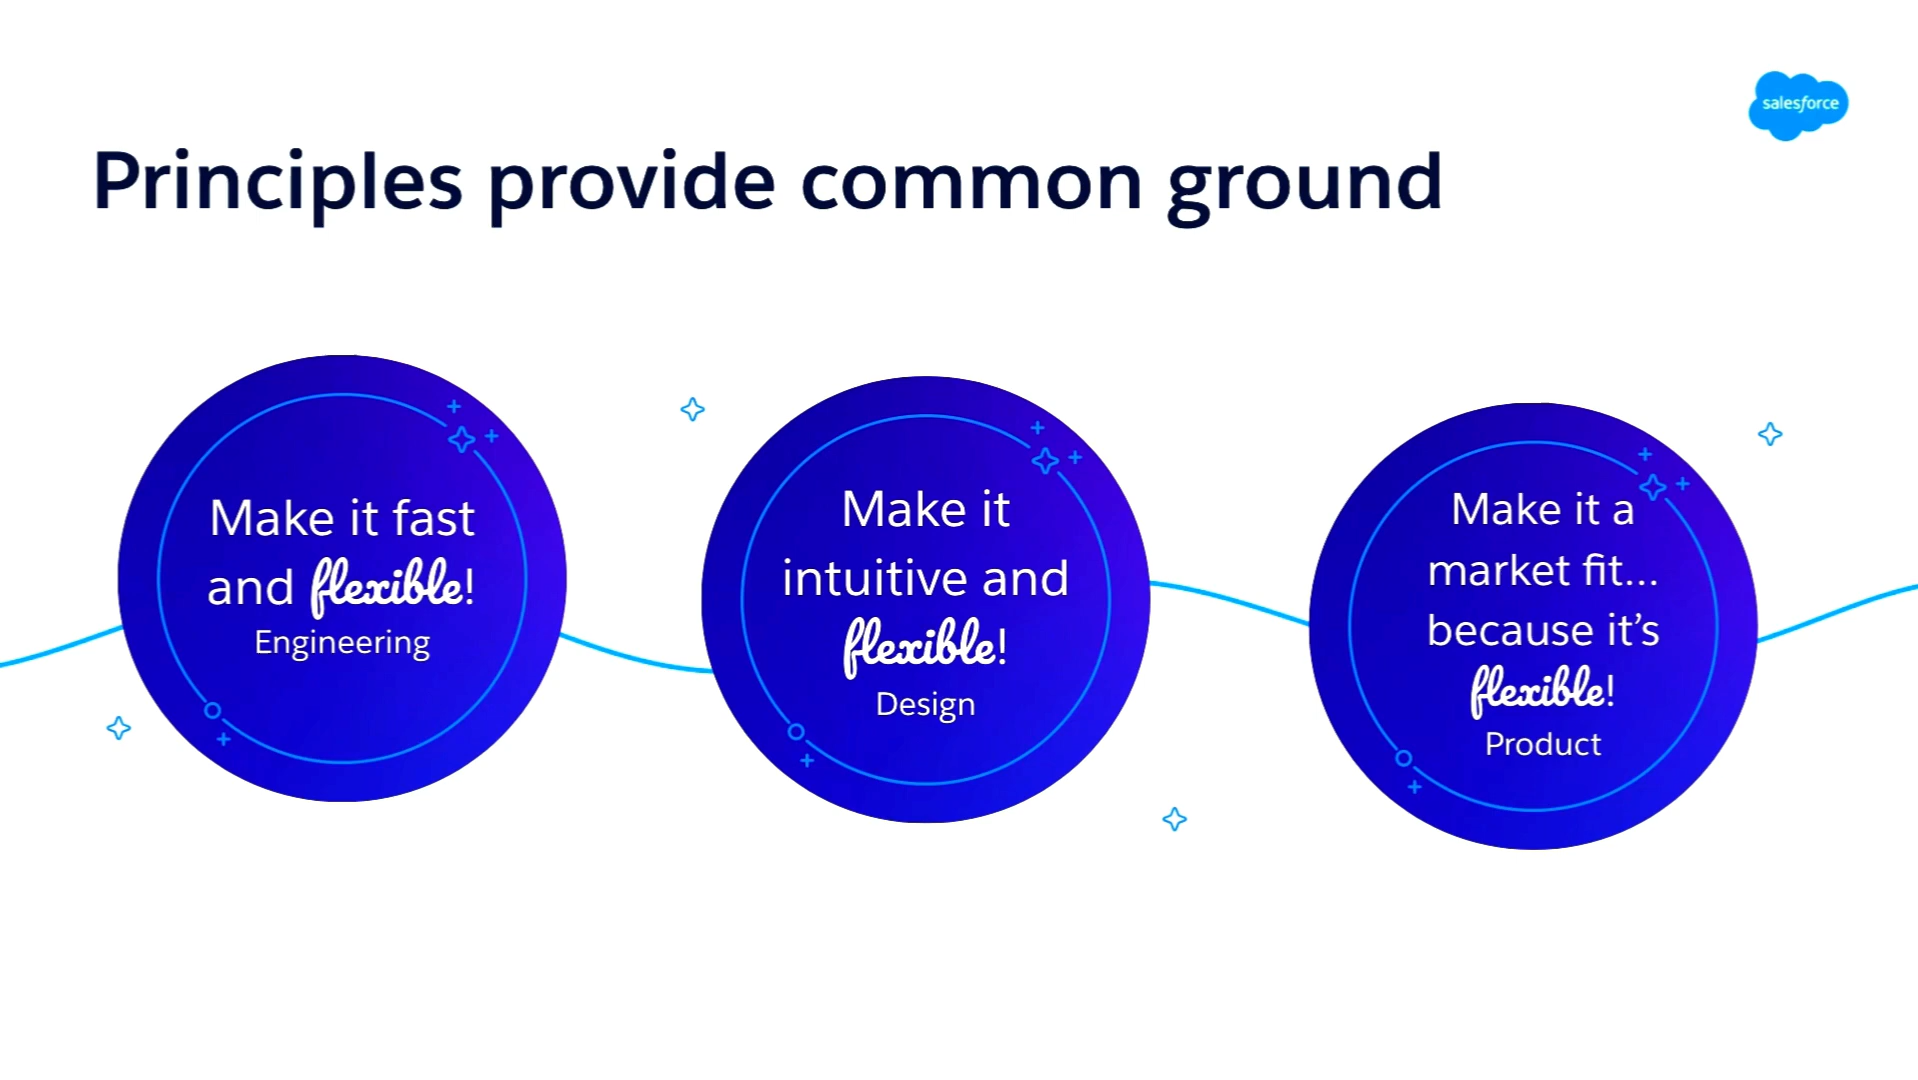 salesforce
Principles provide common ground
Make it fast
and flexible!
Engineering
Make it
intuitive and
flexible!
Design
Make it a
market fit...
because it’s
flexible!
Product